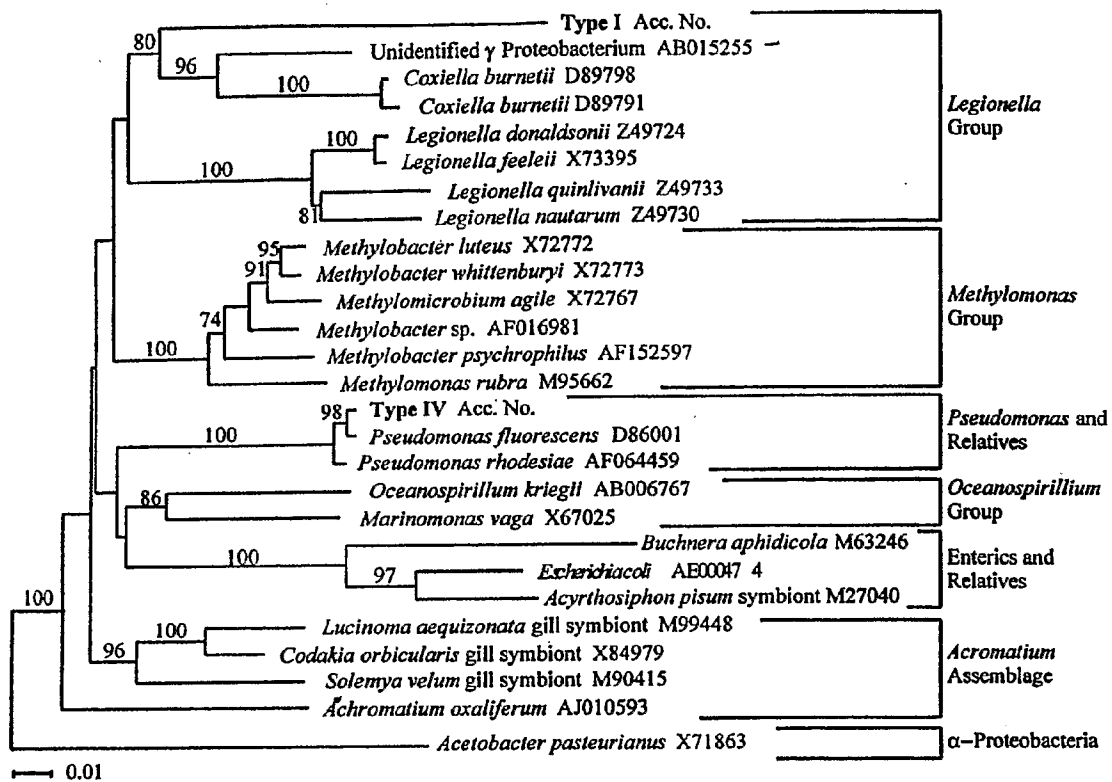 80
Type I Acc. No.
Unidentified γ Proteobacterium AB015255
96
Coxiella burnetii D89798
100
Coxiella burnetii D89791
Legionella
Group
100
Legionella donaldsonii Z49724
Legionella feeleii X73395
100
Legionella quinlivanii Z49733
81
Legionella nautarum Z49730
95
Methylobacter luteus X72772
91
Methylobacter whittenburyi X72773
Methylomicrobium agile X72767
Methylomonas
Group
74
Methylobacter sp. AF016981
100
Methylobacter psychrophilus AF152597
Methylomonas rubra M95662
98
Type IV Acc. No.
100
Pseudomonas fluorescens D86001
Pseudomonas rhodesiae AF064459
Pseudomonas and
Relatives
86
Oceanospirillum kriegii AB006767
Marinomonas vaga X67025
Oceanospirillium
Group
Buchnera aphidicola M63246
100
97
Escherichiacoli AE00047 4
Acyrthosiphon pisum symbiont M27040
Enterics and
Relatives
100
100
Lucinoma aequizonata gill symbiont M99448
96
Codakia orbicularis gill symbiont X84979
Solemya velum gill symbiont M90415
Achromatium oxaliferum AJ010593
Acromatium
Assemblage
Acetobacter pasteurianus X71863
α-Proteobacteria
0.01